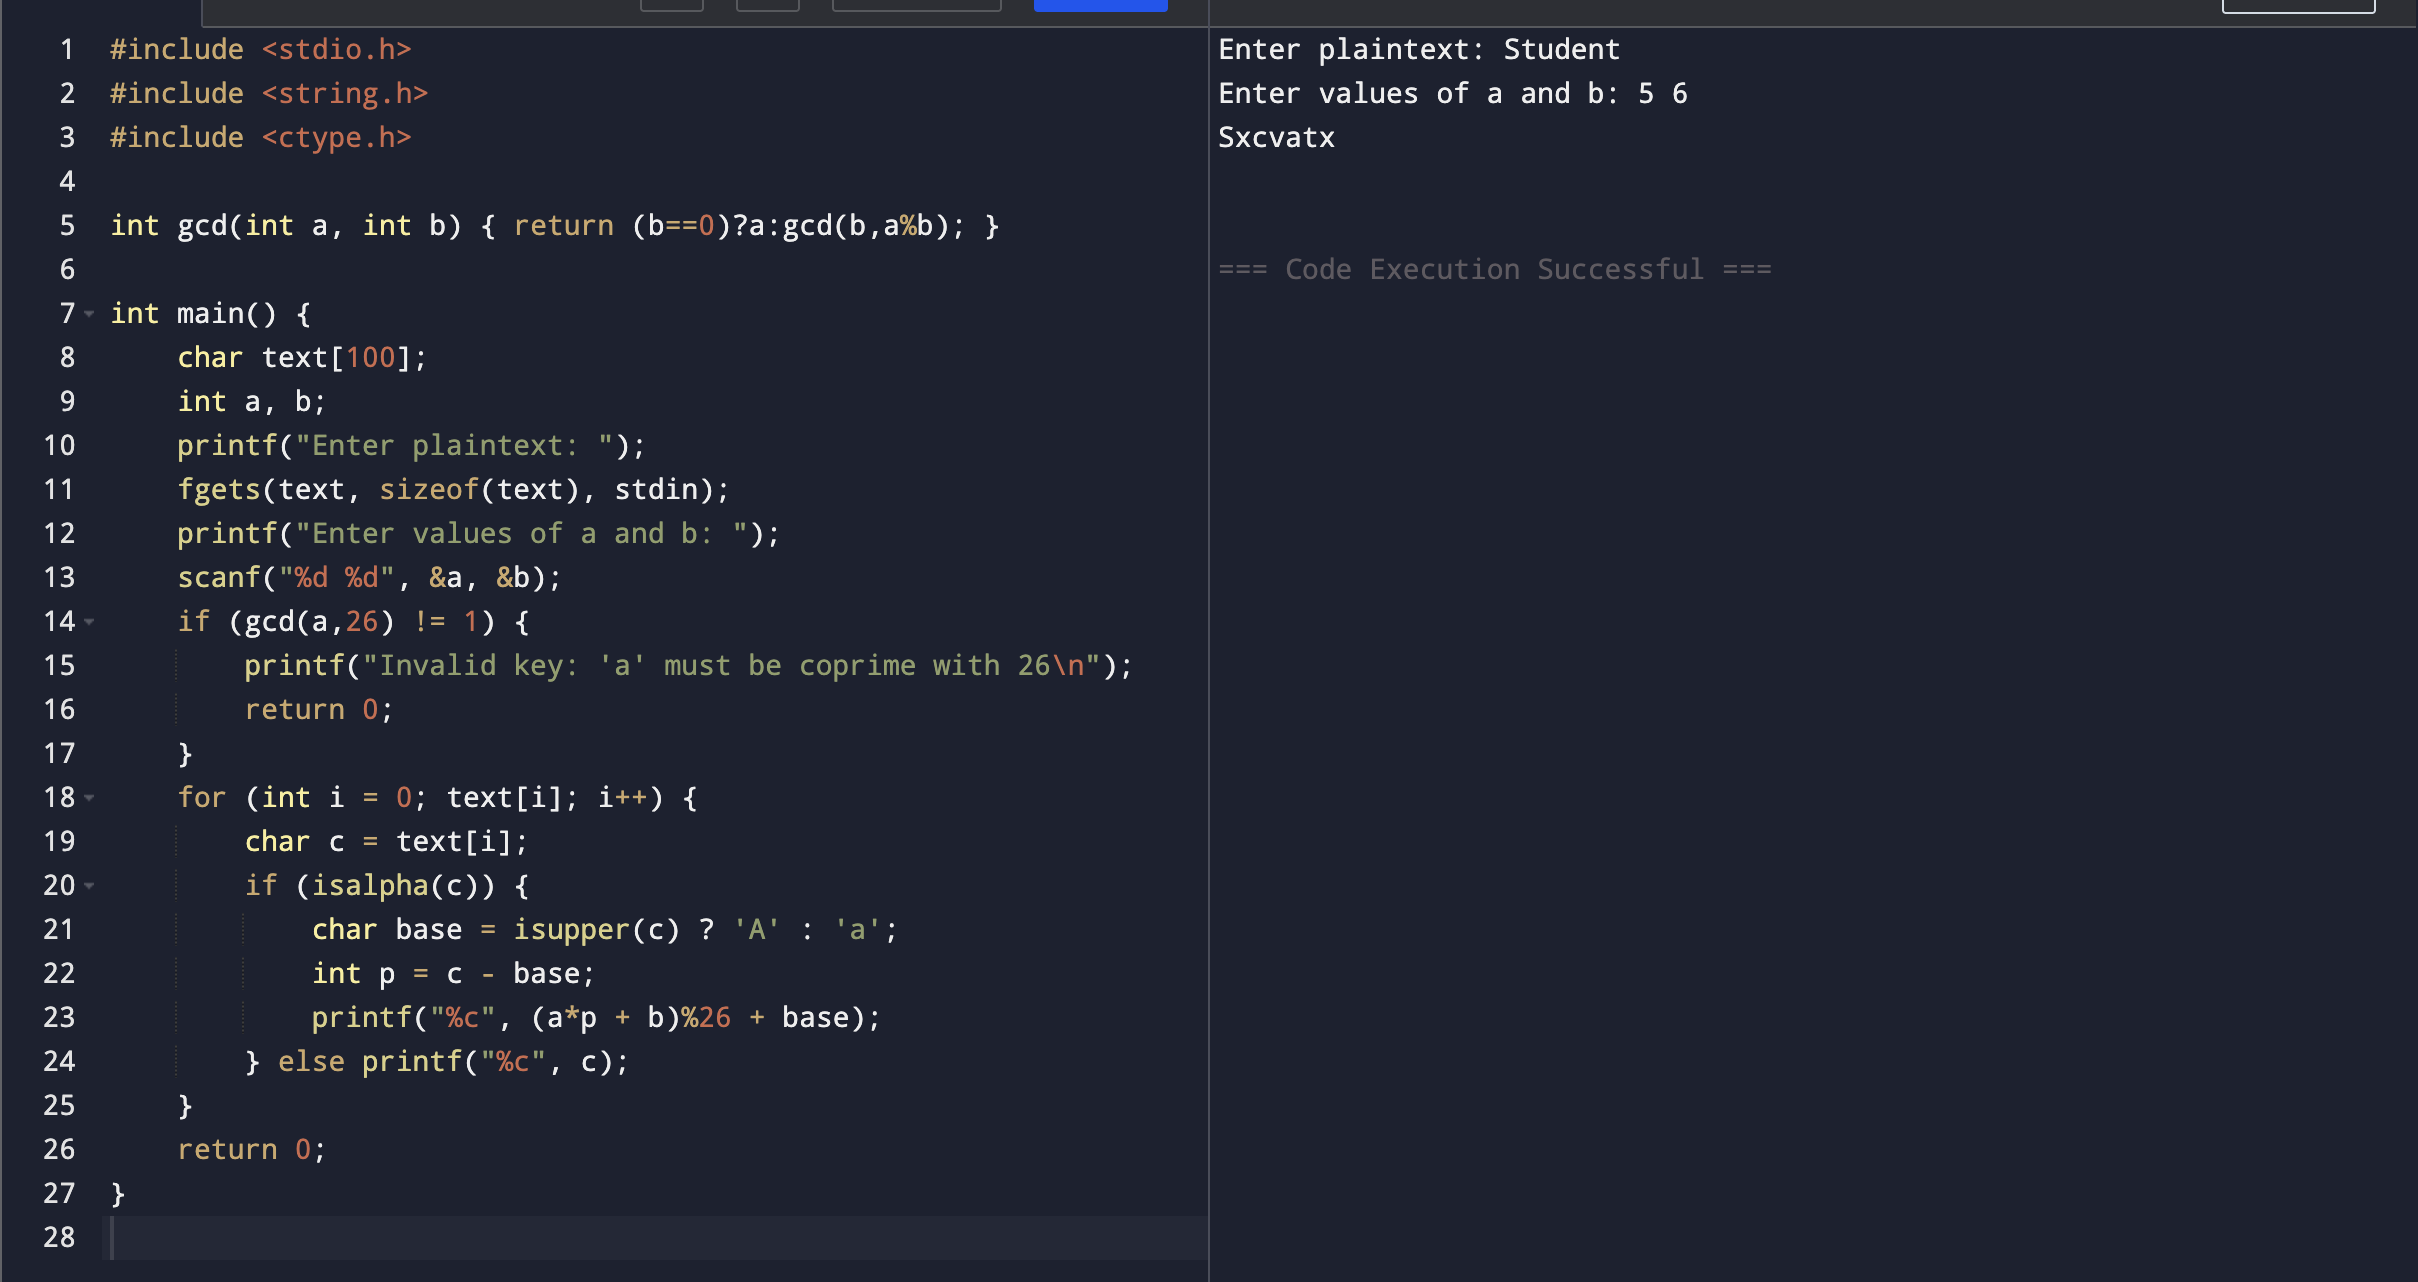 1 #include <stdio.h>
2 #include <string.h>
3 #include <ctype.h>
4
5 int gcd(int a, int b) { return (b==0)?a:gcd(b,a%b); }
6
7 int main() {
8     char text[100];
9     int a, b;
10     printf("Enter plaintext: ");
11     fgets(text, sizeof(text), stdin);
12     printf("Enter values of a and b: ");
13     scanf("%d %d", &a, &b);
14     if (gcd(a,26) != 1) {
15         printf("Invalid key: 'a' must be coprime with 26\n");
16         return 0;
17     }
18     for (int i = 0; text[i]; i++) {
19         char c = text[i];
20         if (isalpha(c)) {
21             char base = isupper(c) ? 'A' : 'a';
22             int p = c - base;
23             printf("%c", (a*p + b)%26 + base);
24         } else printf("%c", c);
25     }
26     return 0;
27 }
28
Enter plaintext: Student
Enter values of a and b: 5 6
Sxcvatx
=== Code Execution Successful ===